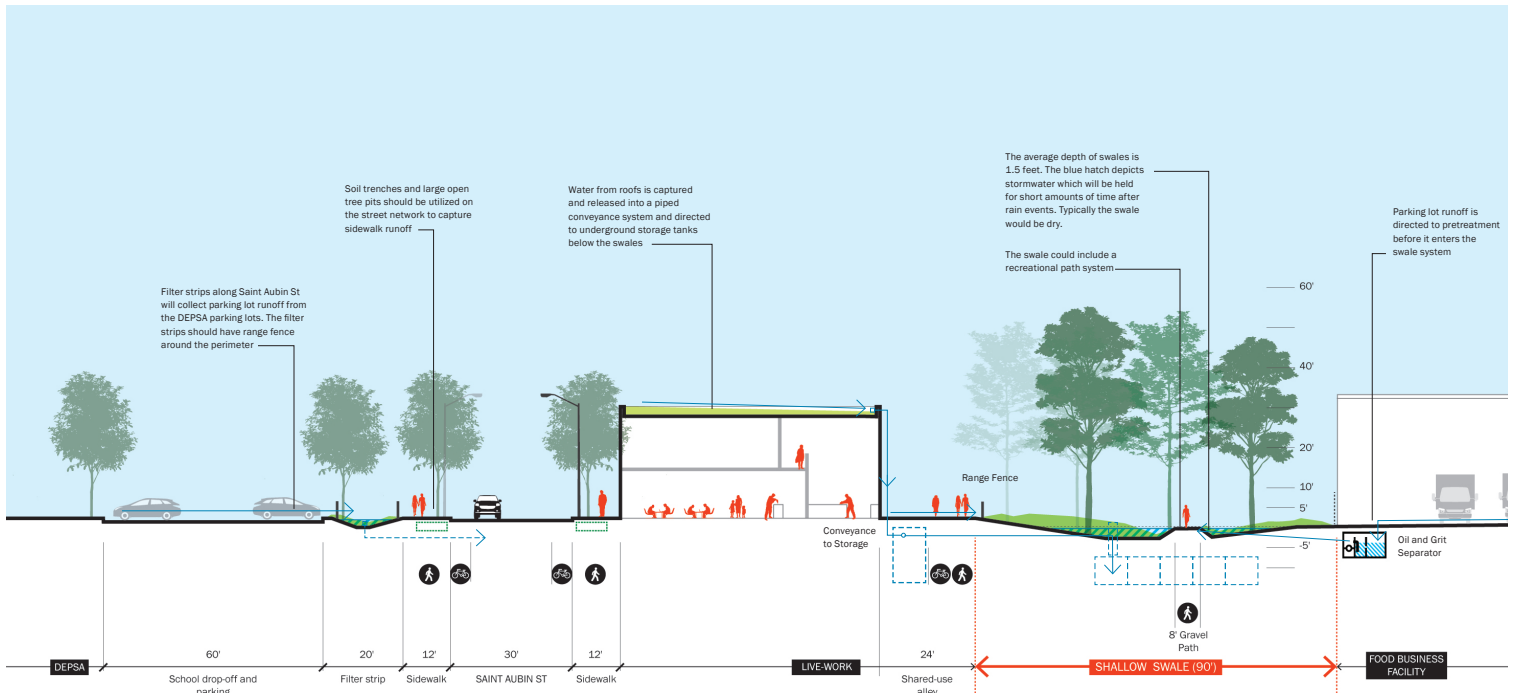 Filter strips along Saint Aubin St
will collect parking lot runoff from
the DEPSA parking lots. The filter
strips should have range fence
around the perimeter
Soil trenches and large open
tree pits should be utilized on
the street network to capture
sidewalk runoff
Water from roofs is captured
and released into a piped
conveyance system and directed
to underground storage tanks
below the swales
The average depth of swales is
1.5 feet. The blue hatch depicts
stormwater which will be held
for short amounts of time after
rain events. Typically the swale
would be dry.
The swale could include a
recreational path system
Parking lot runoff is
directed to pretreatment
before it enters the
swale system
60'
40'
20'
10'
5'
-5'
Range Fence
Conveyance
to Storage
Oil and Grit
Separator
8' Gravel
Path
DEPSA
60'
School drop-off and
parking
20'
Filter strip
12'
Sidewalk
30'
SAINT AUBIN ST
12'
Sidewalk
LIVE-WORK
24'
Shared-use
alley
SHALLOW SWALE (90')
FOOD BUSINESS
FACILITY